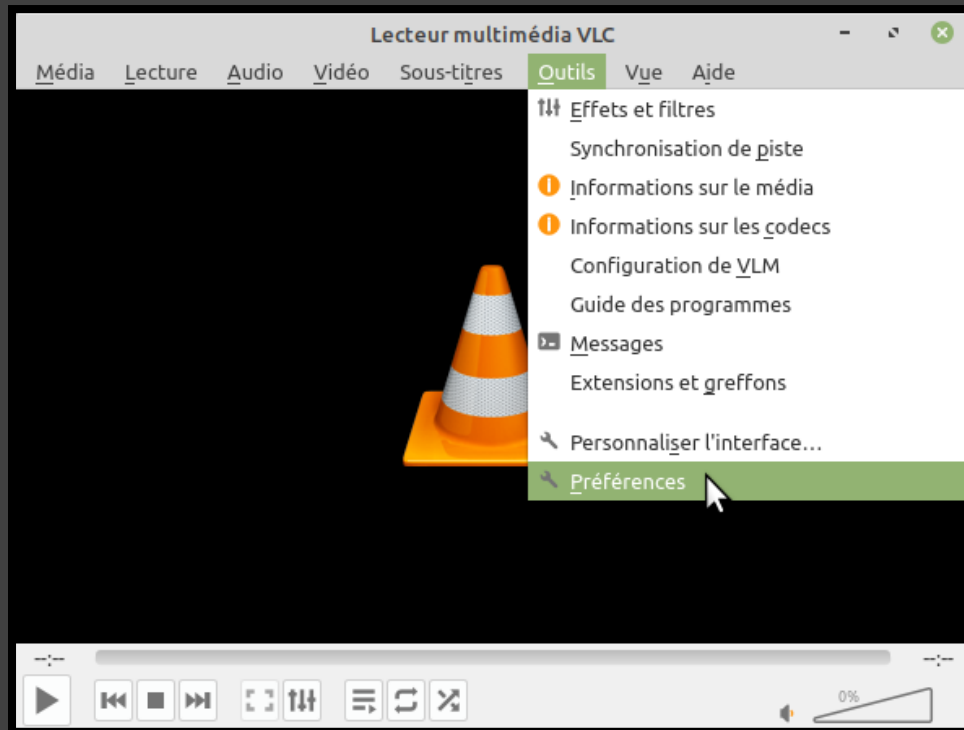 Lecteur multimédia VLC
Média Lecture Audio Vidéo Sous-titres Outils Vue Aide
Effets et filtres
Synchronisation de piste
Informations sur le média
Informations sur les codecs
Configuration de VLM
Guide des programmes
Messages
Extensions et greffons
Personnaliser l'interface...
Préférences
--:-- --:--
0%